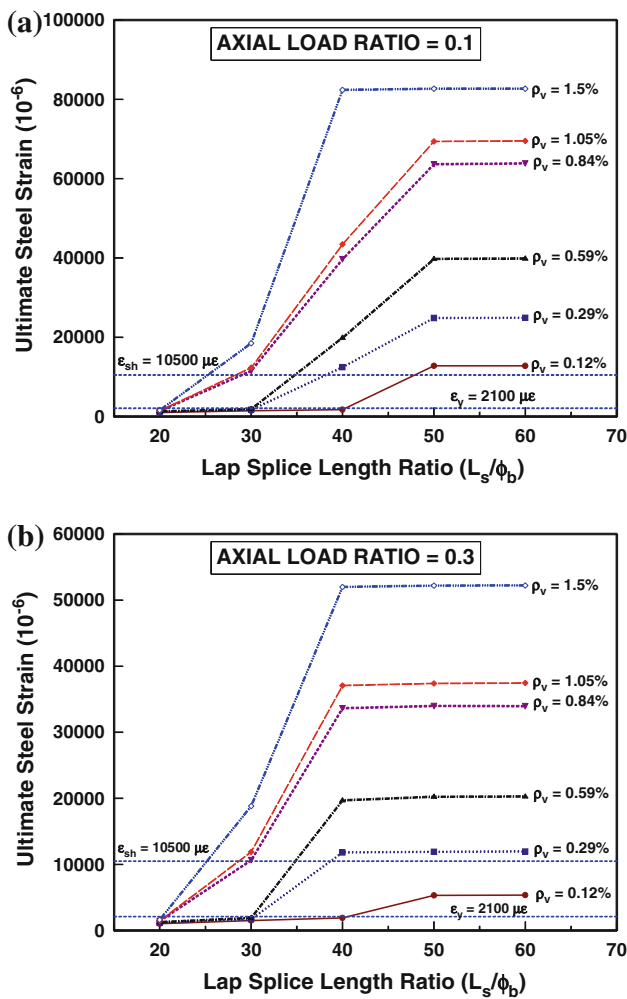 (a)
AXIAL LOAD RATIO = 0.1
100000
80000
60000
40000
20000
0
Ultimate Steel Strain (10⁻⁶)
ρᵥ = 1.5%
ρᵥ = 1.05%
ρᵥ = 0.84%
ρᵥ = 0.59%
ρᵥ = 0.29%
ρᵥ = 0.12%
εsh = 10500 με
εy = 2100 με
20 30 40 50 60 70
Lap Splice Length Ratio (Ls/ϕb)
(b)
AXIAL LOAD RATIO = 0.3
60000
50000
40000
30000
20000
10000
0
Ultimate Steel Strain (10⁻⁶)
ρᵥ = 1.5%
ρᵥ = 1.05%
ρᵥ = 0.84%
ρᵥ = 0.59%
ρᵥ = 0.29%
ρᵥ = 0.12%
εsh = 10500 με
εy = 2100 με
20 30 40 50 60 70
Lap Splice Length Ratio (Ls/ϕb)